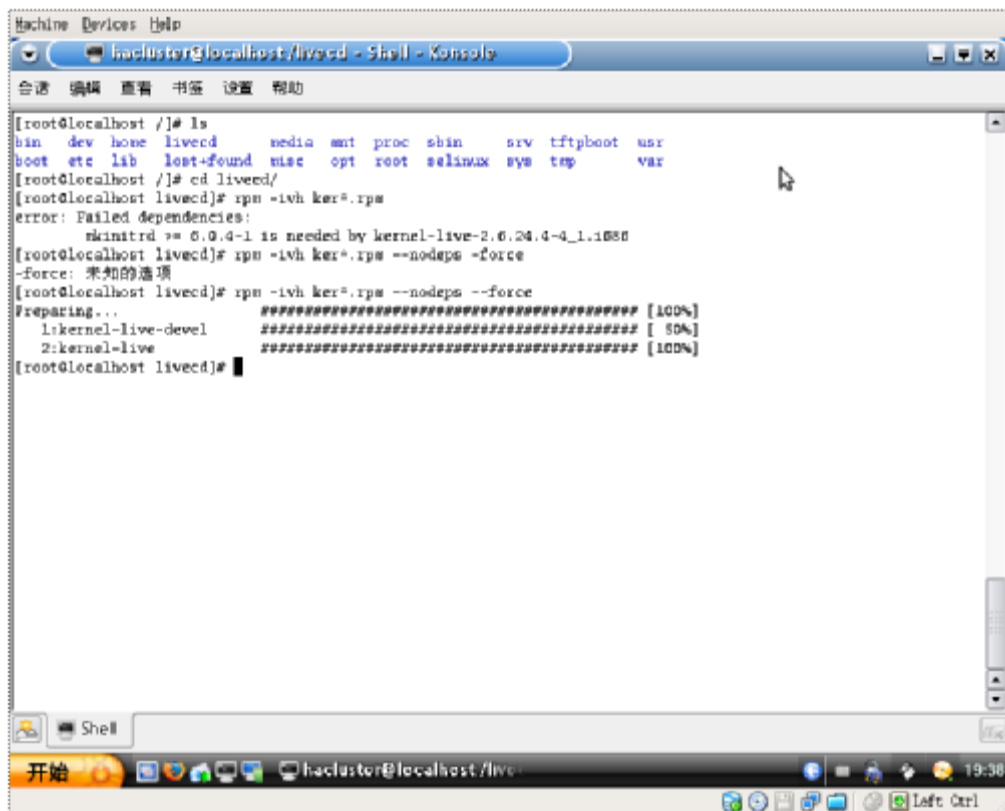 Machine Devices Help
hacluster@localhost:/livecd - Shell - Konsole
会话 编辑 查看 书签 设置 帮助
[root@localhost /]# ls
bin dev home livecd media mnt proc sbin srv tftpboot usr
boot etc lib lost+found misc opt root selinux sys tmp var
[root@localhost /]# cd livecd/
[root@localhost livecd]# rpm -ivh ker*.rpm
error: Failed dependencies:
mkinitrd >= 6.0.4-1 is needed by kernel-live-2.6.24.4-4_1.i686
[root@localhost livecd]# rpm -ivh ker*.rpm --nodeps -force
-force: 未知的选项
[root@localhost livecd]# rpm -ivh ker*.rpm --nodeps --force
Preparing... ########################################### [100%]
1:kernel-live-devel ########################################### [ 50%]
2:kernel-live ########################################### [100%]
[root@localhost livecd]#
Shell
开始 hacluster@localhost:/live 19:38
Left Ctrl